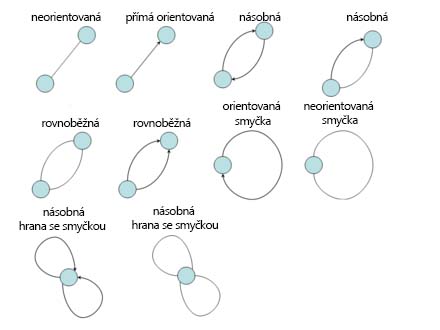 neorientovaná
přímá orientovaná
násobná
násobná
rovnoběžná
rovnoběžná
orientovaná
smyčka
neorientovaná
smyčka
násobná
hrana se smyčkou
násobná
hrana se smyčkou